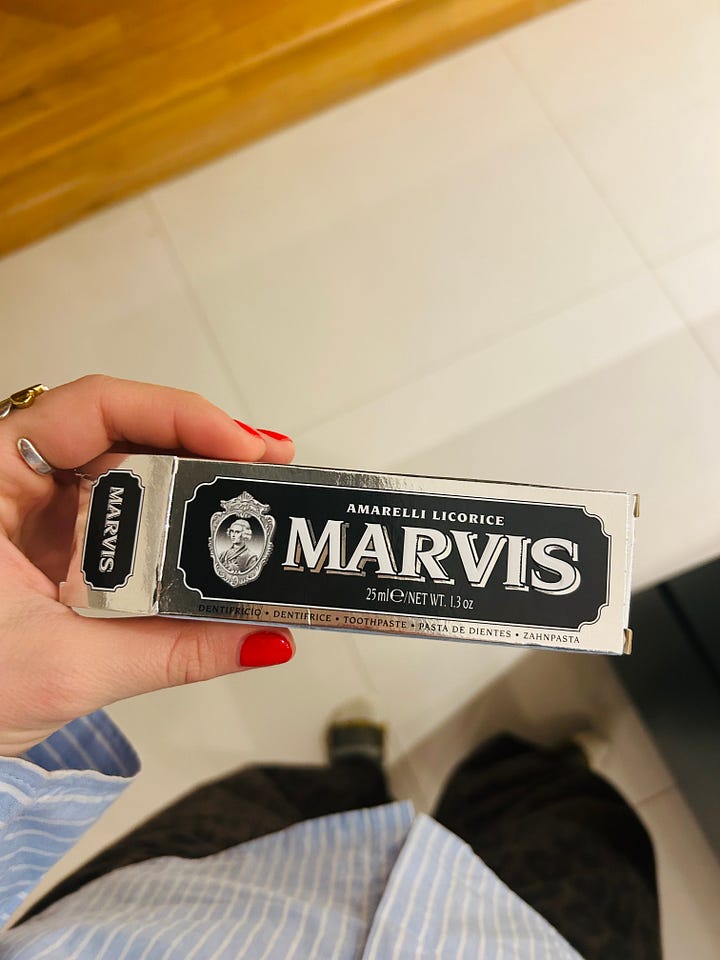 MARVIS
AMARELLI LICORICE
MARVIS
25 ml℮/NET WT. 1.3 oz
DENTIFRICIO • DENTIFRICE • TOOTHPASTE • PASTA DE DIENTES • ZAHNPASTA